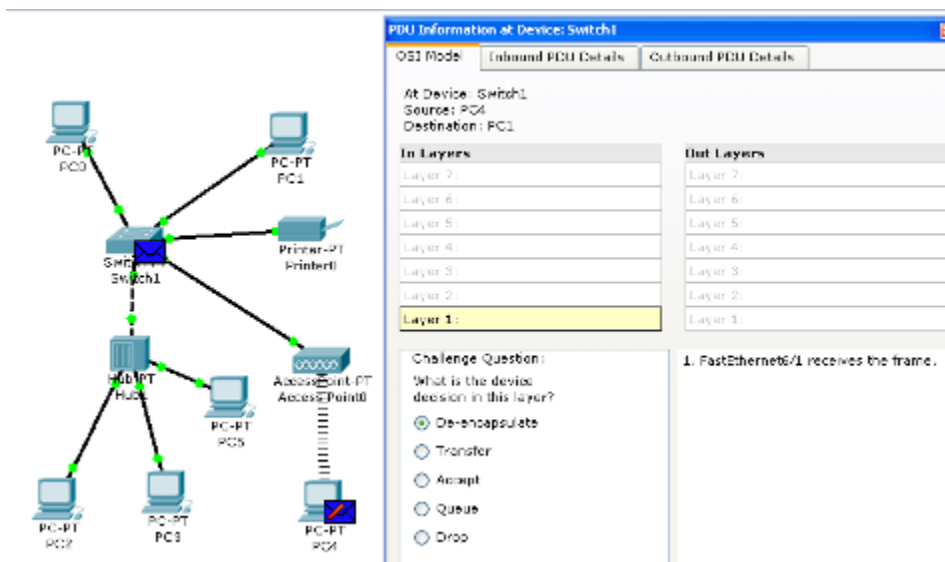 PDU Information at Device: Switch1
OSI Model
Inbound PDU Details
Outbound PDU Details
At Device: Switch1
Source: PC4
Destination: PC1
In Layers
Out Layers
Layer 7:
Layer 7:
Layer 6:
Layer 6:
Layer 5:
Layer 5:
Layer 4:
Layer 4:
Layer 3:
Layer 3:
Layer 2:
Layer 2:
Layer 1:
Layer 1:
Challenge Question:
What is the device
decision in this layer?
De-encapsulate
Transfer
Accept
Queue
Drop
1. FastEthernet6/1 receives the frame.
PC-PT
PC0
PC-PT
PC1
Printer-PT
Printer0
Switch1
Hub-PT
Hub1
AccessPoint-PT
Access Point0
PC-PT
PC5
PC-PT
PC2
PC-PT
PC3
PC-PT
PC4